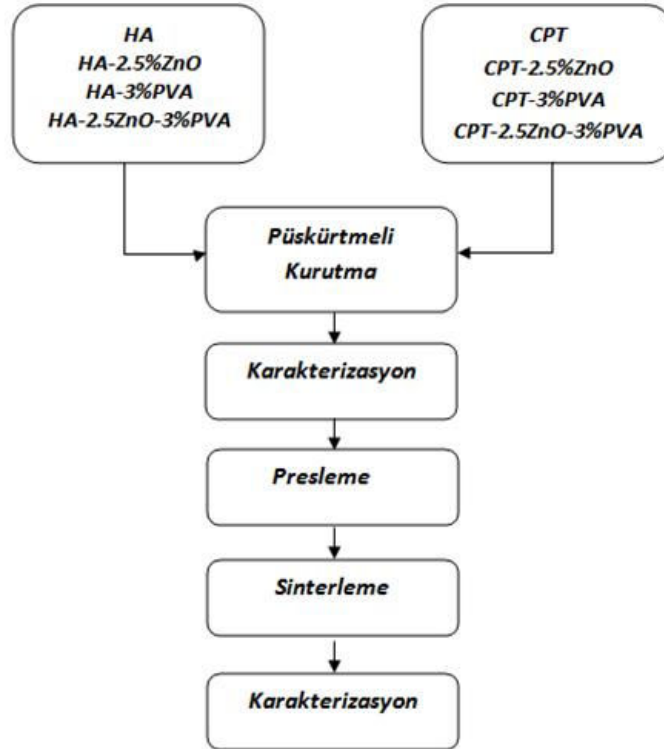 HA
HA-2.5%ZnO
HA-3%PVA
HA-2.5ZnO-3%PVA
CPT
CPT-2.5%ZnO
CPT-3%PVA
CPT-2.5ZnO-3%PVA
Püskürtmeli
Kurutma
Karakterizasyon
Presleme
Sinterleme
Karakterizasyon